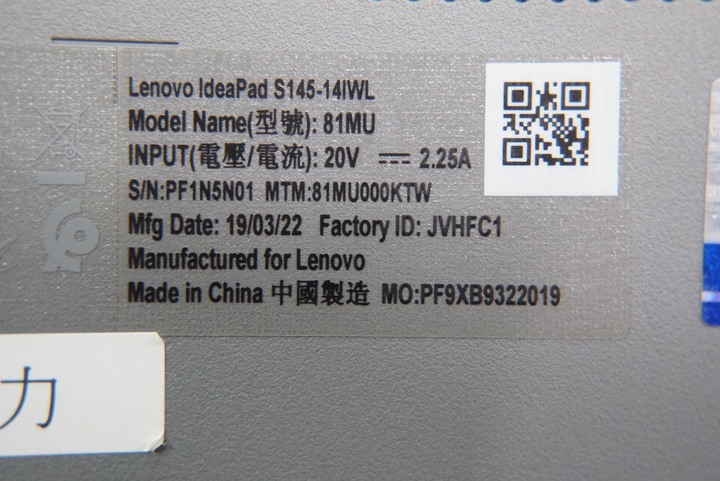 Lenovo IdeaPad S145-14IWL
Model Name(型號): 81MU
INPUT(電壓/電流): 20V ⎓ 2.25A
S/N:PF1N5N01 MTM:81MU000KTW
Mfg Date: 19/03/22 Factory ID: JVHFC1
Manufactured for Lenovo
Made in China 中國製造 MO:PF9XB9322019
力